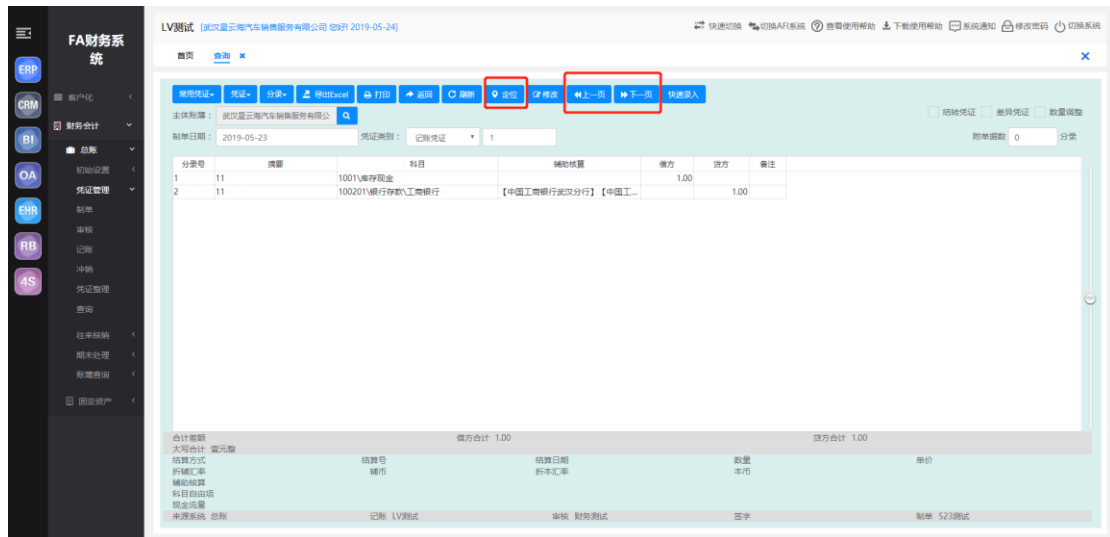 LV测试 [武汉星云海汽车销售服务有限公司 您好! 2019-05-24]
快速切换 切换AFI系统 查看使用帮助 下载使用帮助 系统通知 修改密码 切换系统
FA财务系统
首页 查询 ×
ERP
CRM
BI
OA
EHR
RB
4S
客户化
财务会计
总账
初始设置
凭证管理
制单
审核
记账
冲销
凭证整理
查询
往来核销
期末处理
账簿查询
固定资产
常用凭证 凭证 分录 导出Excel 打印 返回 刷新 定位 修改 上一页 下一页 快速录入
主体账簿: 武汉星云海汽车销售服务有限公
结转凭证 差异凭证 数量调整
制单日期: 2019-05-23 凭证类别: 记账凭证 1 附单据数 0 分录
分录号 摘要 科目 辅助核算 借方 贷方 备注
1 11 1001\库存现金 1.00
2 11 100201\银行存款\工商银行 【中国工商银行武汉分行】【中国工... 1.00
合计差额 借方合计 1.00 贷方合计 1.00
大写合计 壹元整
结算方式 结算号 结算日期 数量 单价
折辅汇率 辅币 折本汇率 本币
辅助核算
科目自由项
现金流量
来源系统 总账 记账 LV测试 审核 财务测试 签字 制单 523测试